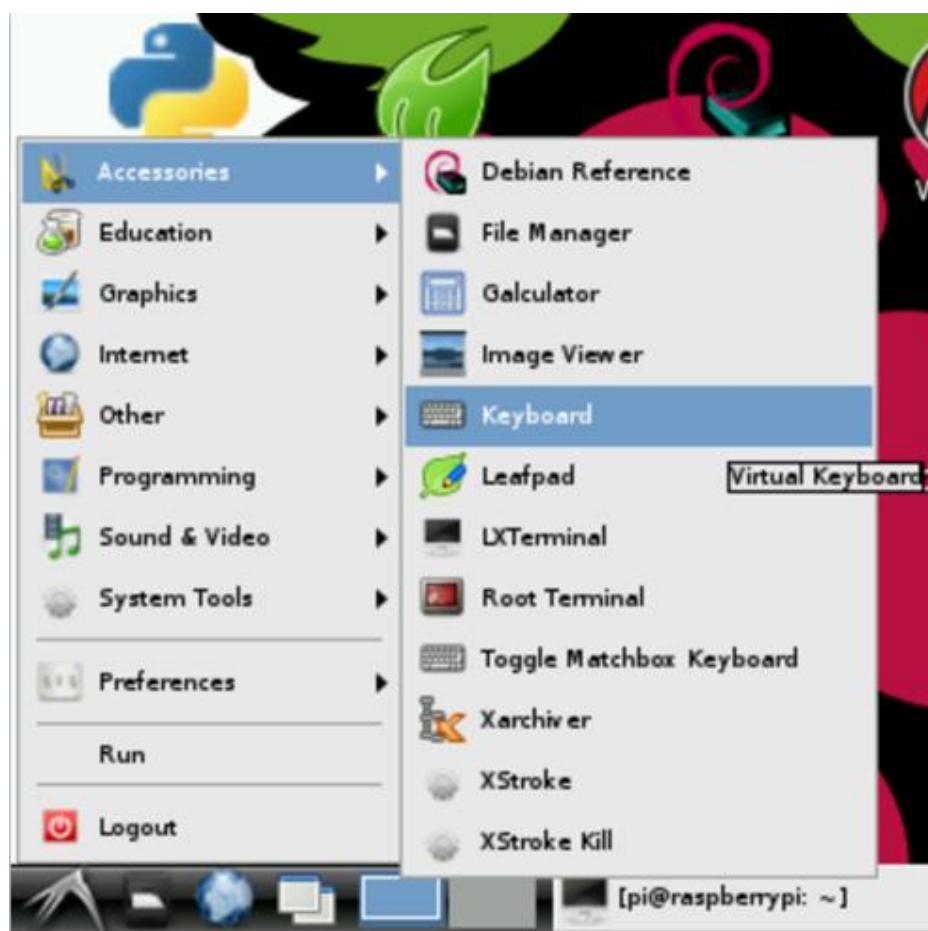 Accessories
Education
Graphics
Internet
Other
Programming
Sound & Video
System Tools
Preferences
Run
Logout
Debian Reference
File Manager
Galculator
Image Viewer
Keyboard
Leafpad
Virtual Keyboard
LXTerminal
Root Terminal
Toggle Matchbox Keyboard
Xarchiver
XStroke
XStroke Kill
[pi@raspberrypi: ~]